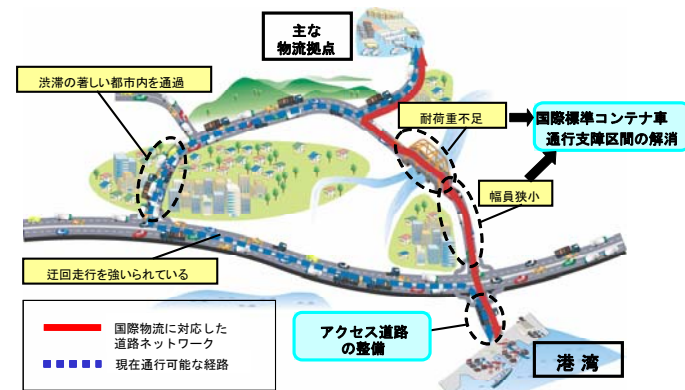 主な
物流拠点
渋滞の著しい都市内を通過
耐荷重不足
国際標準コンテナ車
通行支障区間の解消
幅員狭小
迂回走行を強いられている
アクセス道路
の整備
港湾
国際物流に対応した
道路ネットワーク
現在通行可能な経路